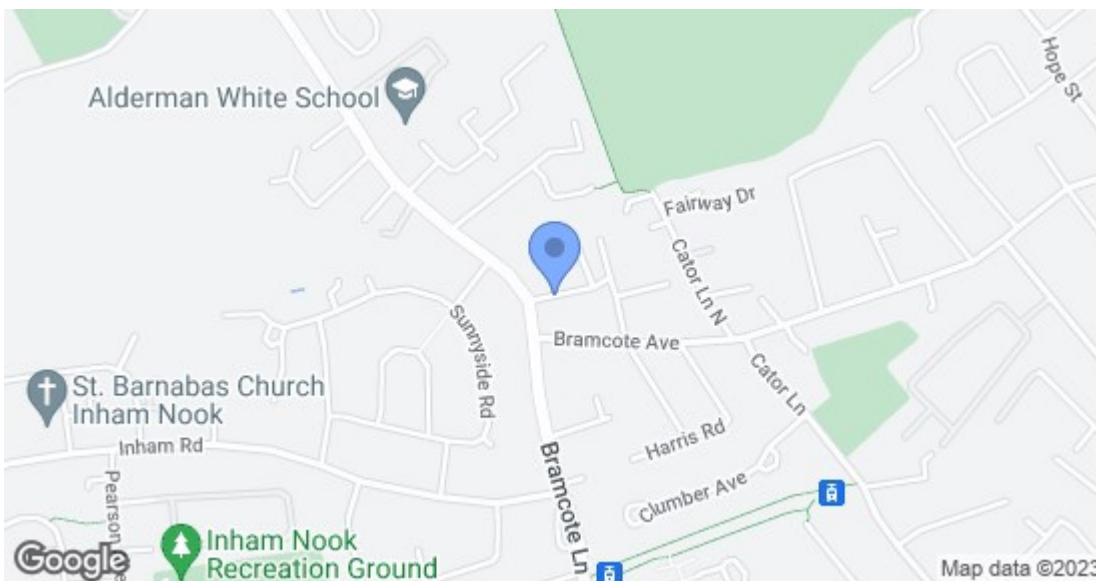 Hope St
Alderman White School
Fairway Dr
Cator Ln N
Sunnyside Rd
Bramcote Ave
Cator Ln
St. Barnabas Church
Inham Nook
Inham Rd
Harris Rd
Bramcote Ln
Clumber Ave
Pearson
Inham Nook
Recreation Ground
Google
Map data ©2023